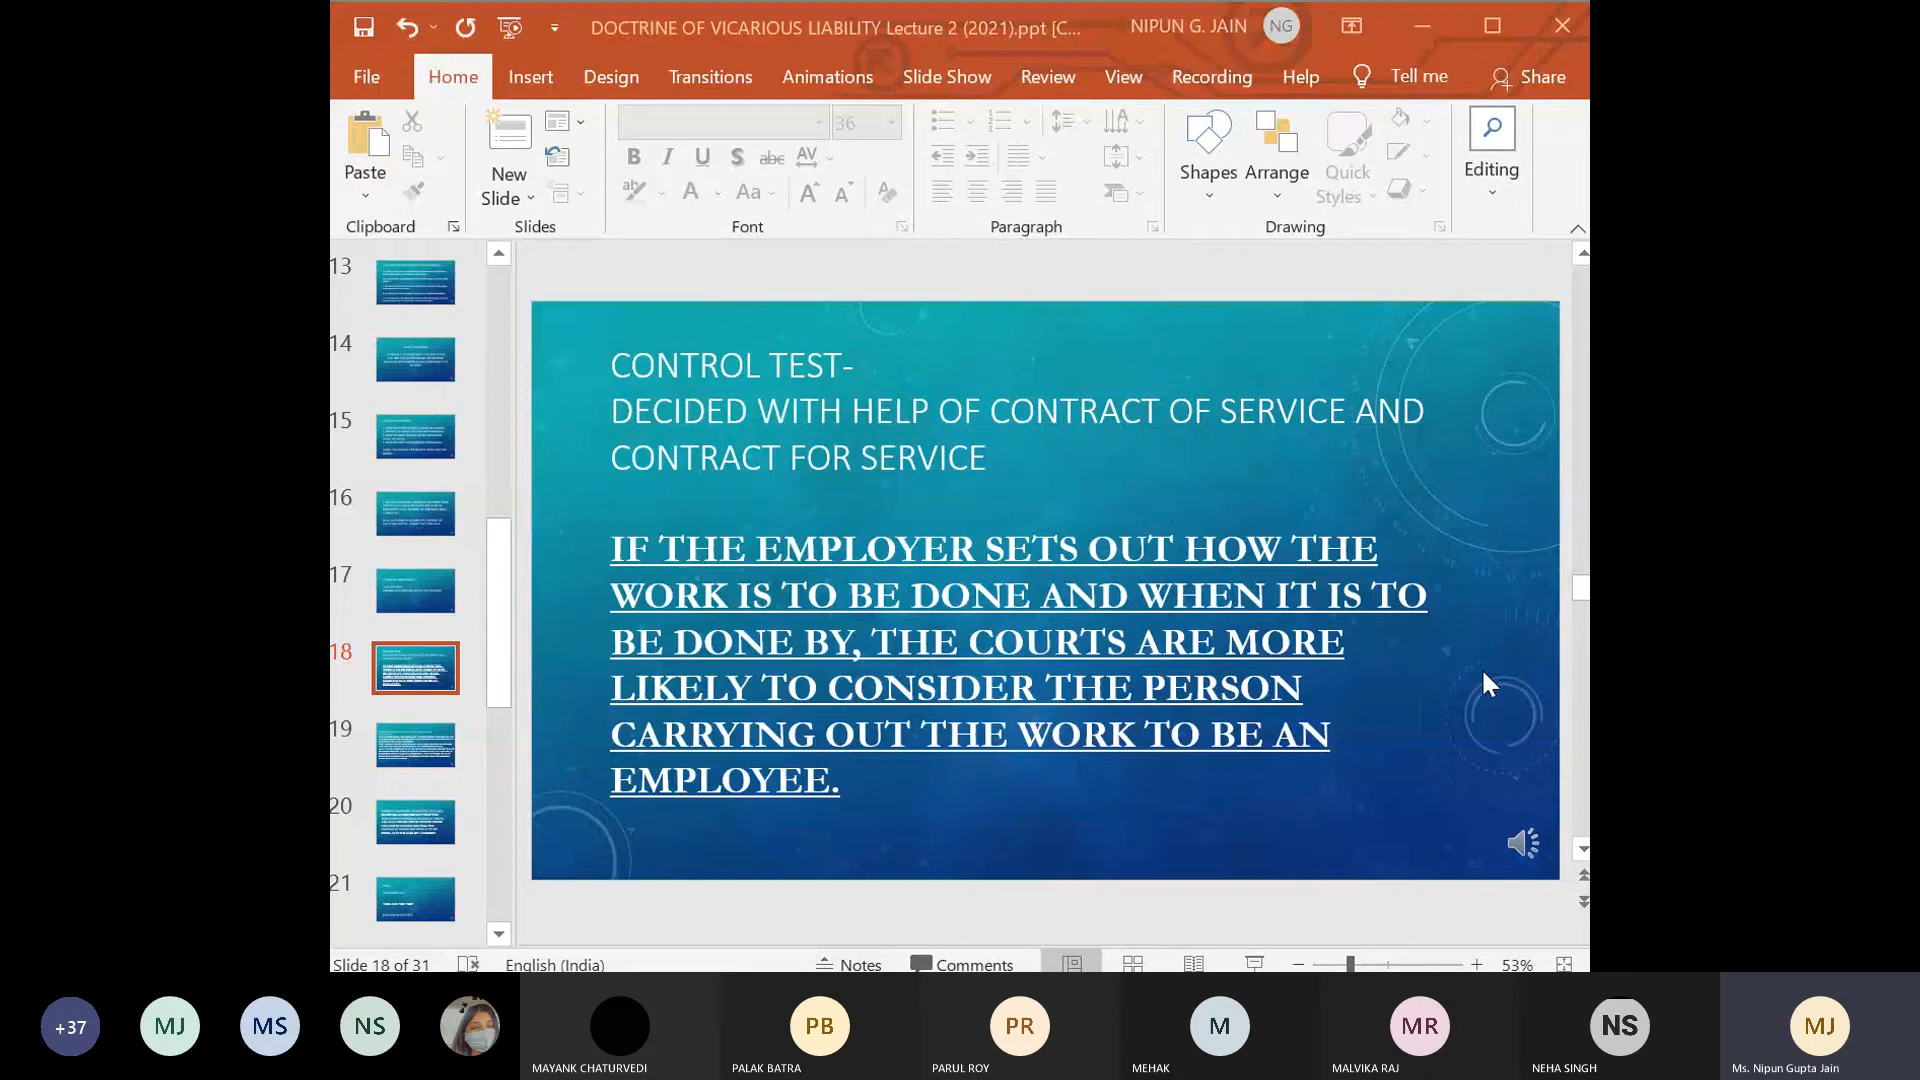 DOCTRINE OF VICARIOUS LIABILITY Lecture 2 (2021).ppt [C... NIPUN G. JAIN NG
File Home Insert Design Transitions Animations Slide Show Review View Recording Help Tell me Share
36
Paste
New
Slide
Shapes Arrange Quick
Styles
Editing
Clipboard Slides Font Paragraph Drawing
13
14
15
16
17
18
19
20
21
CONTROL TEST-
DECIDED WITH HELP OF CONTRACT OF SERVICE AND
CONTRACT FOR SERVICE
IF THE EMPLOYER SETS OUT HOW THE
WORK IS TO BE DONE AND WHEN IT IS TO
BE DONE BY, THE COURTS ARE MORE
LIKELY TO CONSIDER THE PERSON
CARRYING OUT THE WORK TO BE AN
EMPLOYEE.
Slide 18 of 31 English (India) Notes Comments 53%
+37 MJ MS NS PB PR M MR NS MJ
MAYANK CHATURVEDI PALAK BATRA PARUL ROY MEHAK MALVIKA RAJ NEHA SINGH Ms. Nipun Gupta Jain